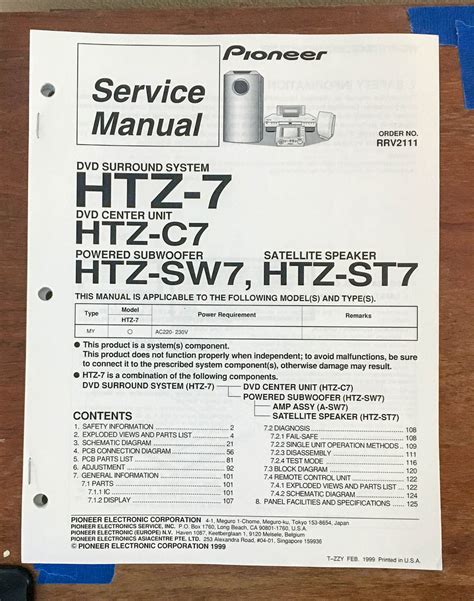 Pioneer
Service
Manual
ORDER NO.
RRV2111
DVD SURROUND SYSTEM
HTZ-7
DVD CENTER UNIT
HTZ-C7
POWERED SUBWOOFER
SATELLITE SPEAKER
HTZ-SW7, HTZ-ST7
THIS MANUAL IS APPLICABLE TO THE FOLLOWING MODEL(S) AND TYPE(S).
Type Model Power Requirement Remarks
HTZ-7
MY ○ AC220- 230V
● This product is a system(s) component.
This product does not function properly when independent; to avoid malfunctions, be sure
to connect it to the prescribed system component(s), otherwise damage may result.
● HTZ-7 is a combination of the following components.
DVD SURROUND SYSTEM (HTZ-7) DVD CENTER UNIT (HTZ-C7)
POWERED SUBWOOFER (HTZ-SW7)
AMP ASSY (A-SW7)
SATELLITE SPEAKER (HTZ-ST7)
CONTENTS
1. SAFETY INFORMATION 2
2. EXPLODED VIEWS AND PARTS LIST 4
3. SCHEMATIC DIAGRAM 21
4. PCB CONNECTION DIAGRAM 56
5. PCB PARTS LIST 81
6. ADJUSTMENT 92
7. GENERAL INFORMATION 101
7.1 PARTS 101
7.1.1 IC 101
7.1.2 DISPLAY 107
7.2 DIAGNOSIS 108
7.2.1 FAIL-SAFE 108
7.2.2 SINGLE UNIT OPERATION METHODS 109
7.2.3 DISASSEMBLY 111
7.2.4 TEST MODE 116
7.3 BLOCK DIAGRAM 120
7.4 REMOTE CONTROL UNIT 122
7.4.1 EXPLODED VIEWS AND PARTS LIST 122
7.4.2 SCHEMATIC DIAGRAM 124
8. PANEL FACILITIES AND SPECIFICATIONS 125
PIONEER ELECTRONIC CORPORATION 4-1, Meguro 1-Chome, Meguro-ku, Tokyo 153-8654, Japan
PIONEER ELECTRONICS SERVICE, INC. P.O. Box 1760, Long Beach, CA 90801-1760, U.S.A.
PIONEER ELECTRONIC (EUROPE) N.V. Haven 1087, Keetberglaan 1, 9120 Melsele, Belgium
PIONEER ELECTRONICS ASIACENTRE PTE. LTD. 253 Alexandra Road, #04-01, Singapore 159936
© PIONEER ELECTRONIC CORPORATION 1999
T–ZZY FEB. 1999 Printed in U.S.A.